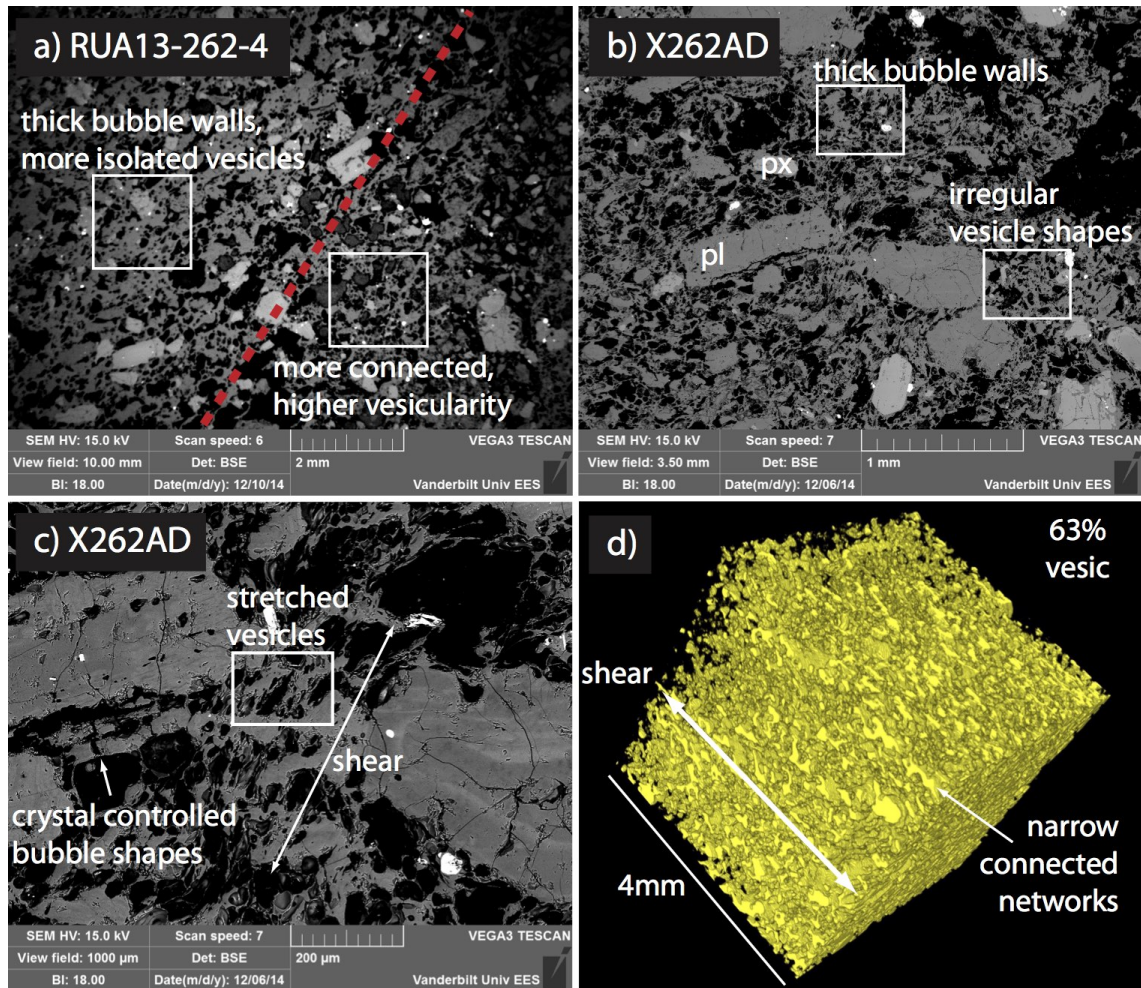 a) RUA13-262-4
thick bubble walls,
more isolated vesicles
more connected,
higher vesicularity
SEM HV: 15.0 kV
Scan speed: 6
VEGA3 TESCAN
View field: 10.00 mm
Det: BSE
2 mm
BI: 18.00
Date(m/d/y): 12/10/14
Vanderbilt Univ EES
b) X262AD
thick bubble walls
px
irregular
vesicle shapes
pl
SEM HV: 15.0 kV
Scan speed: 7
VEGA3 TESCAN
View field: 3.50 mm
Det: BSE
1 mm
BI: 18.00
Date(m/d/y): 12/06/14
Vanderbilt Univ EES
c) X262AD
stretched
vesicles
shear
crystal controlled
bubble shapes
SEM HV: 15.0 kV
Scan speed: 7
VEGA3 TESCAN
View field: 1000 µm
Det: BSE
200 µm
BI: 18.00
Date(m/d/y): 12/06/14
Vanderbilt Univ EES
d)
63%
vesic
shear
4mm
narrow
connected
networks